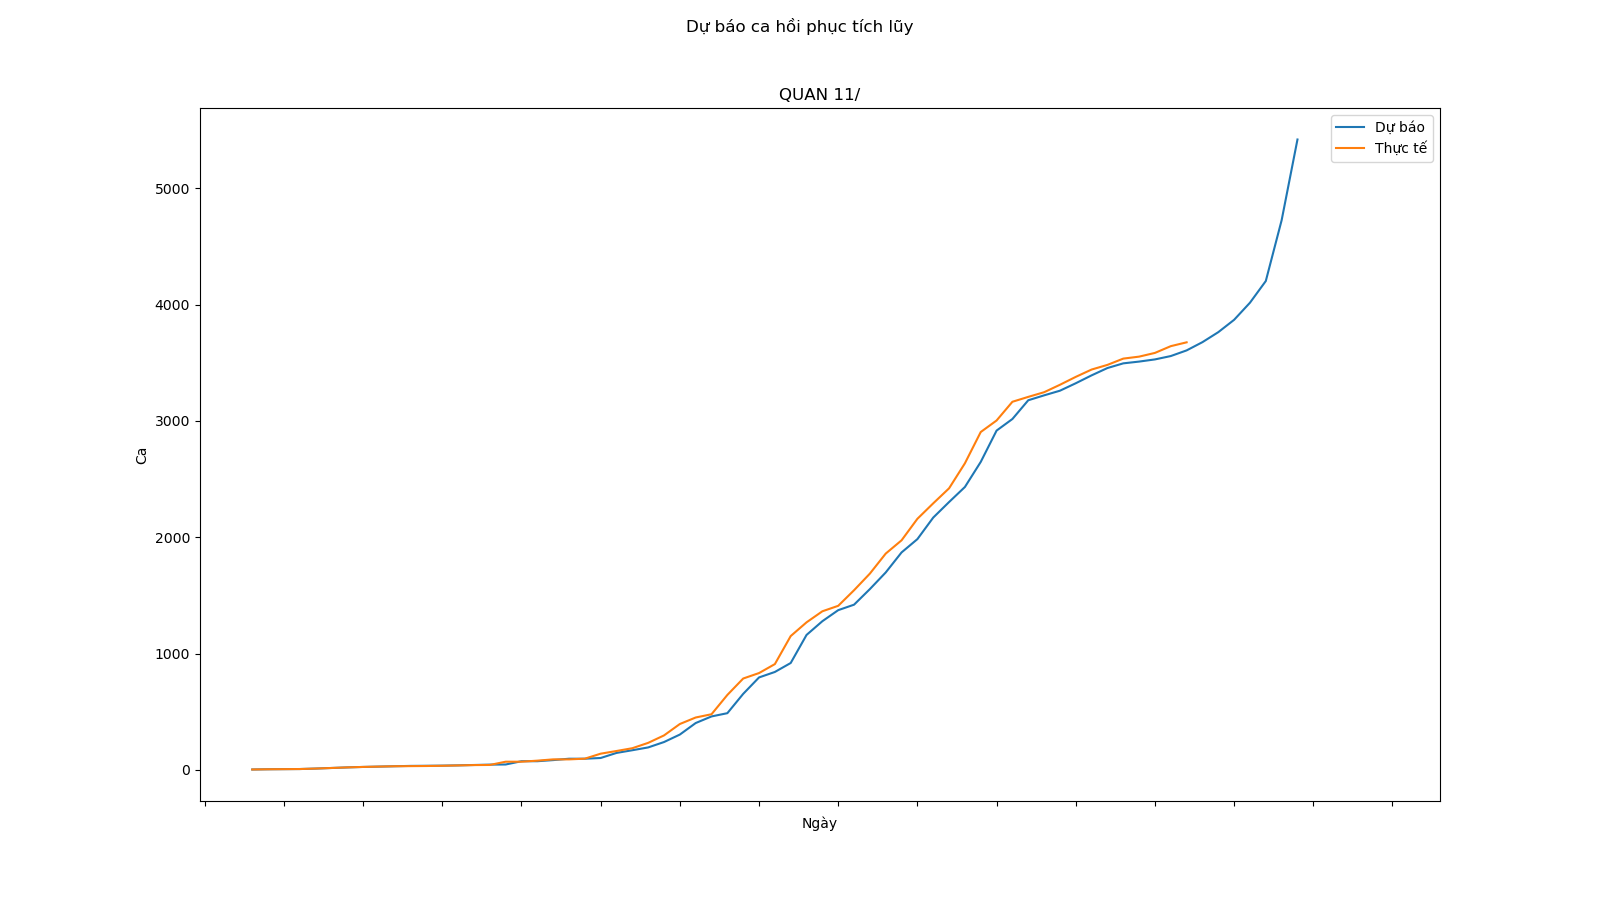 Dự báo ca hồi phục tích lũy
QUAN 11/
Dự báo
Thực tế
5000
4000
3000
2000
1000
0
Ca
Ngày